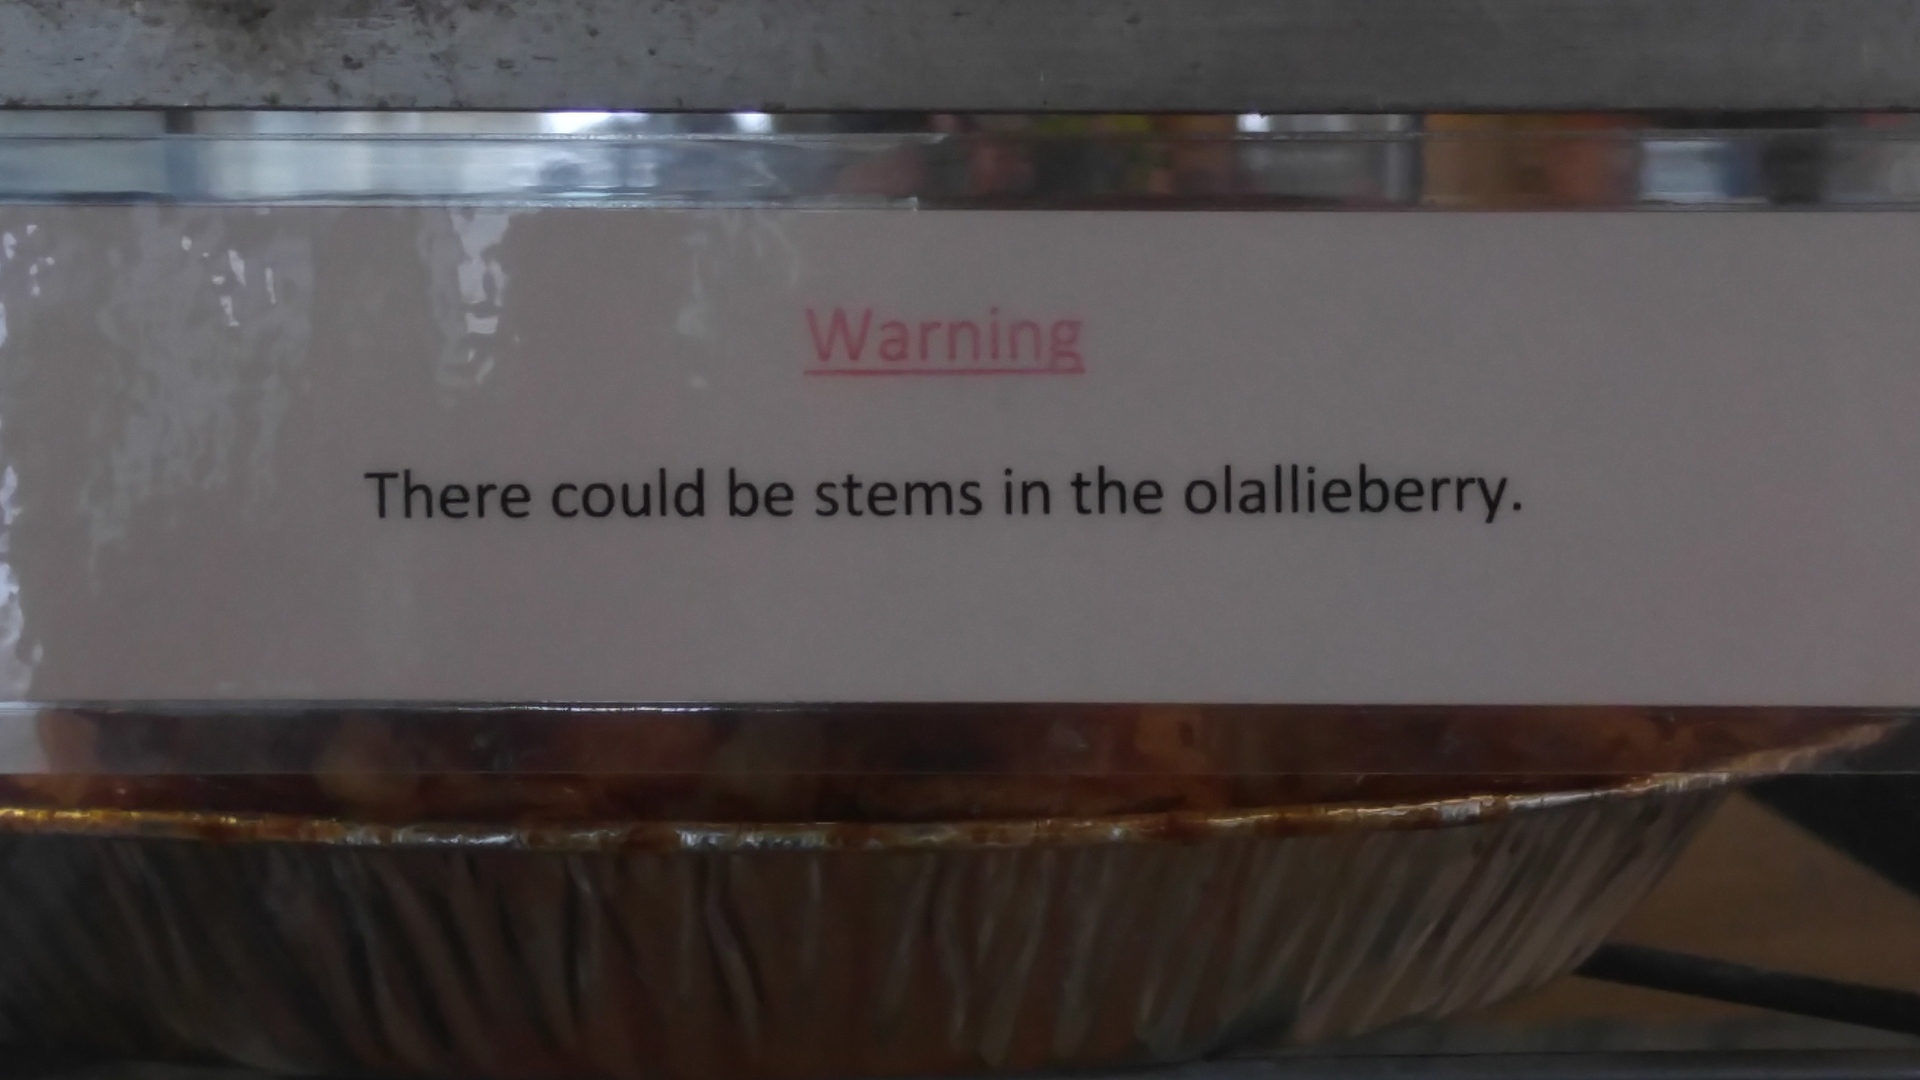 Warning
There could be stems in the olallieberry.